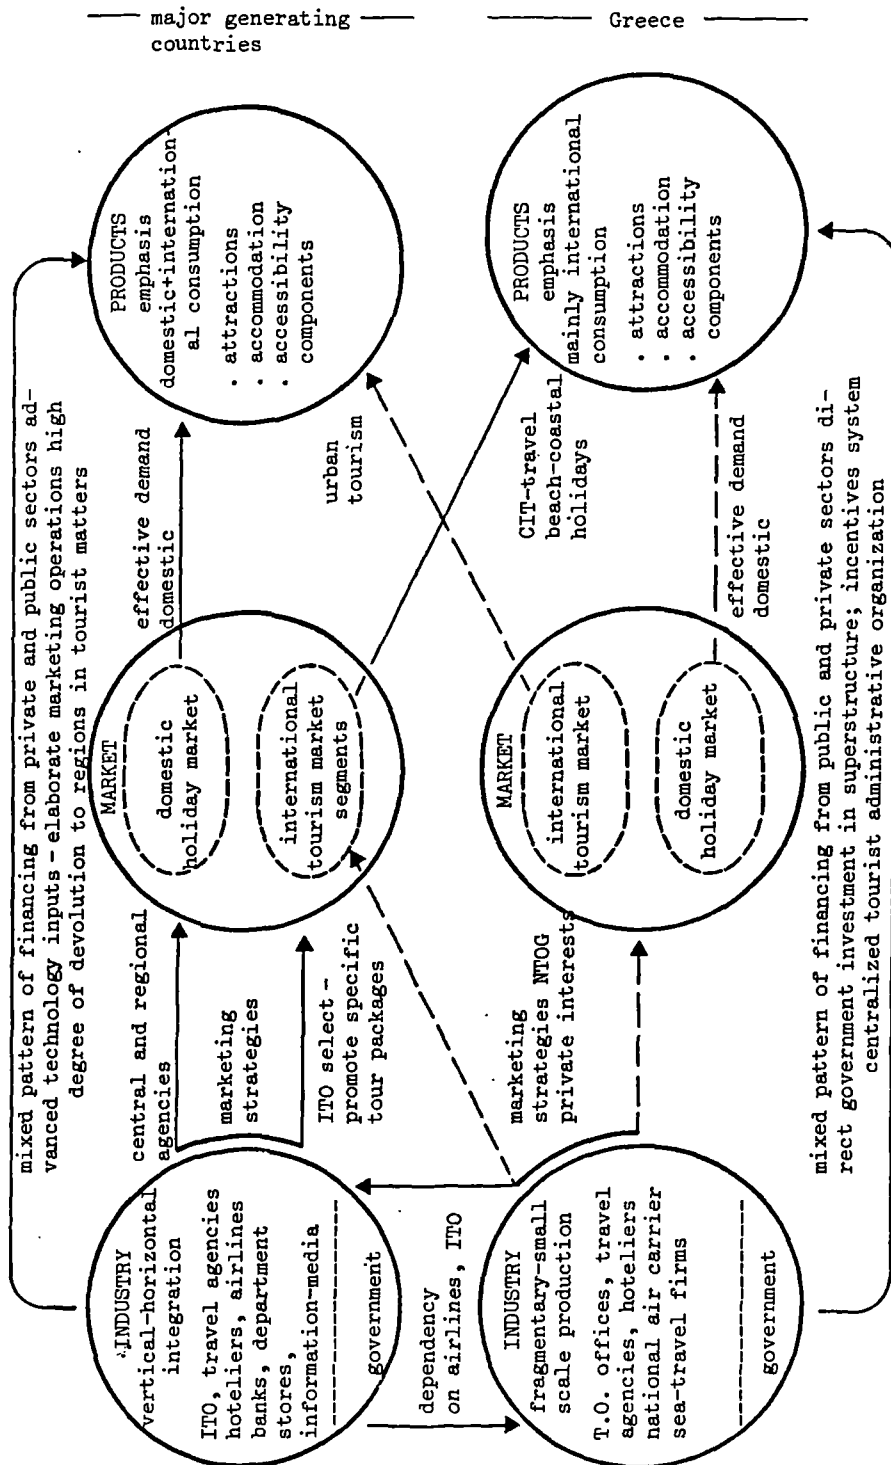 major generating
countries
mixed pattern of financing from private and public sectors ad-
vanced technology inputs-elaborate marketing operations high
degree of devolution to regions in tourist matters
INDUSTRY
vertical-horizontal
integration
ITO, travel agencies
hoteliers, airlines
banks, department
stores,
information-media
government
central and regional
agencies
marketing
strategies
ITO select-
promote specific
tour packages
MARKET
domestic
holiday market
international
tourism market
segments
effective demand
domestic
urban
tourism
PRODUCTS
emphasis
domestic+internation-
al consumption
. attractions
. accommodation
. accessibility
components
dependency
on airlines, ITO
Greece
INDUSTRY
fragmentary-small
scale production
T.O. offices, travel
agencies, hoteliers
national air carrier
sea-travel firms
government
marketing
strategies NTOG
private interests
MARKET
international
tourism market
domestic
holiday market
CIT-travel
beach-coastal
holidays
effective demand
domestic
PRODUCTS
emphasis
mainly international
consumption
. attractions
. accommodation
. accessibility
components
mixed pattern of financing from public and private sectors di-
rect government investment in superstructure; incentives system
centralized tourist administrative organization